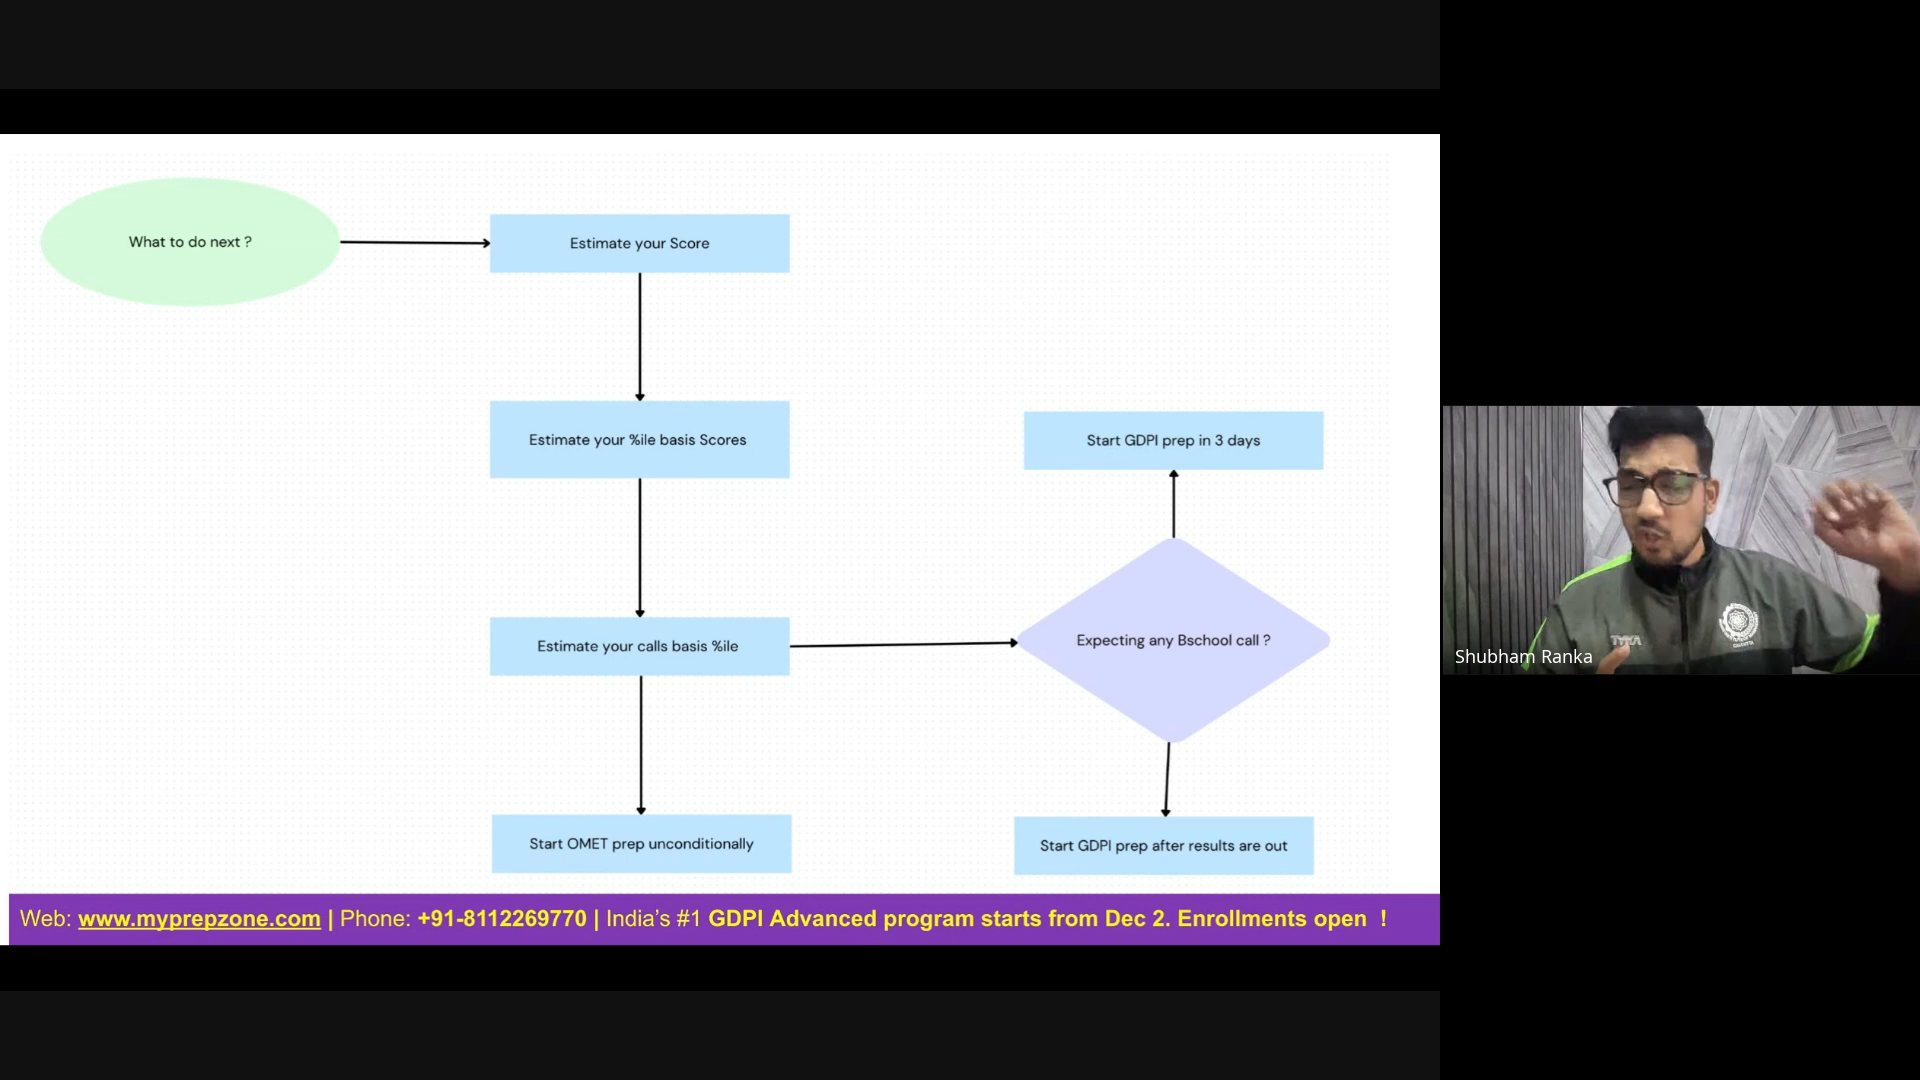 What to do next ?
Estimate your Score
Estimate your %ile basis Scores
Start GDPI prep in 3 days
Estimate your calls basis %ile
Expecting any Bschool call ?
Start OMET prep unconditionally
Start GDPI prep after results are out
Web: www.myprepzone.com | Phone: +91-8112269770 | India’s #1 GDPI Advanced program starts from Dec 2. Enrollments open !
TYKA
Shubham Ranka